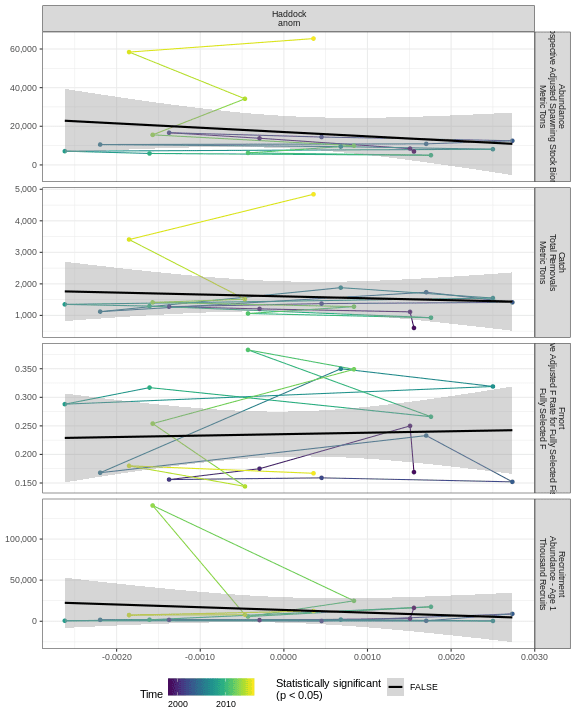 Haddock
anom
60,000
40,000
20,000
0
Abundance
Adjusted Spawning Stock
Metric Tons
5,000
4,000
3,000
2,000
1,000
Catch
Total Removals
Metric Tons
0.350
0.300
0.250
0.200
0.150
Fmort
Adjusted F Rate for Fully Selected
Fully Selected F
100,000
50,000
0
Recruitment
Abundance - Age 1
Thousand Recruits
-0.0020
-0.0010
0.0000
0.0010
0.0020
0.0030
Time
2000
2010
Statistically significant
(p < 0.05)
FALSE